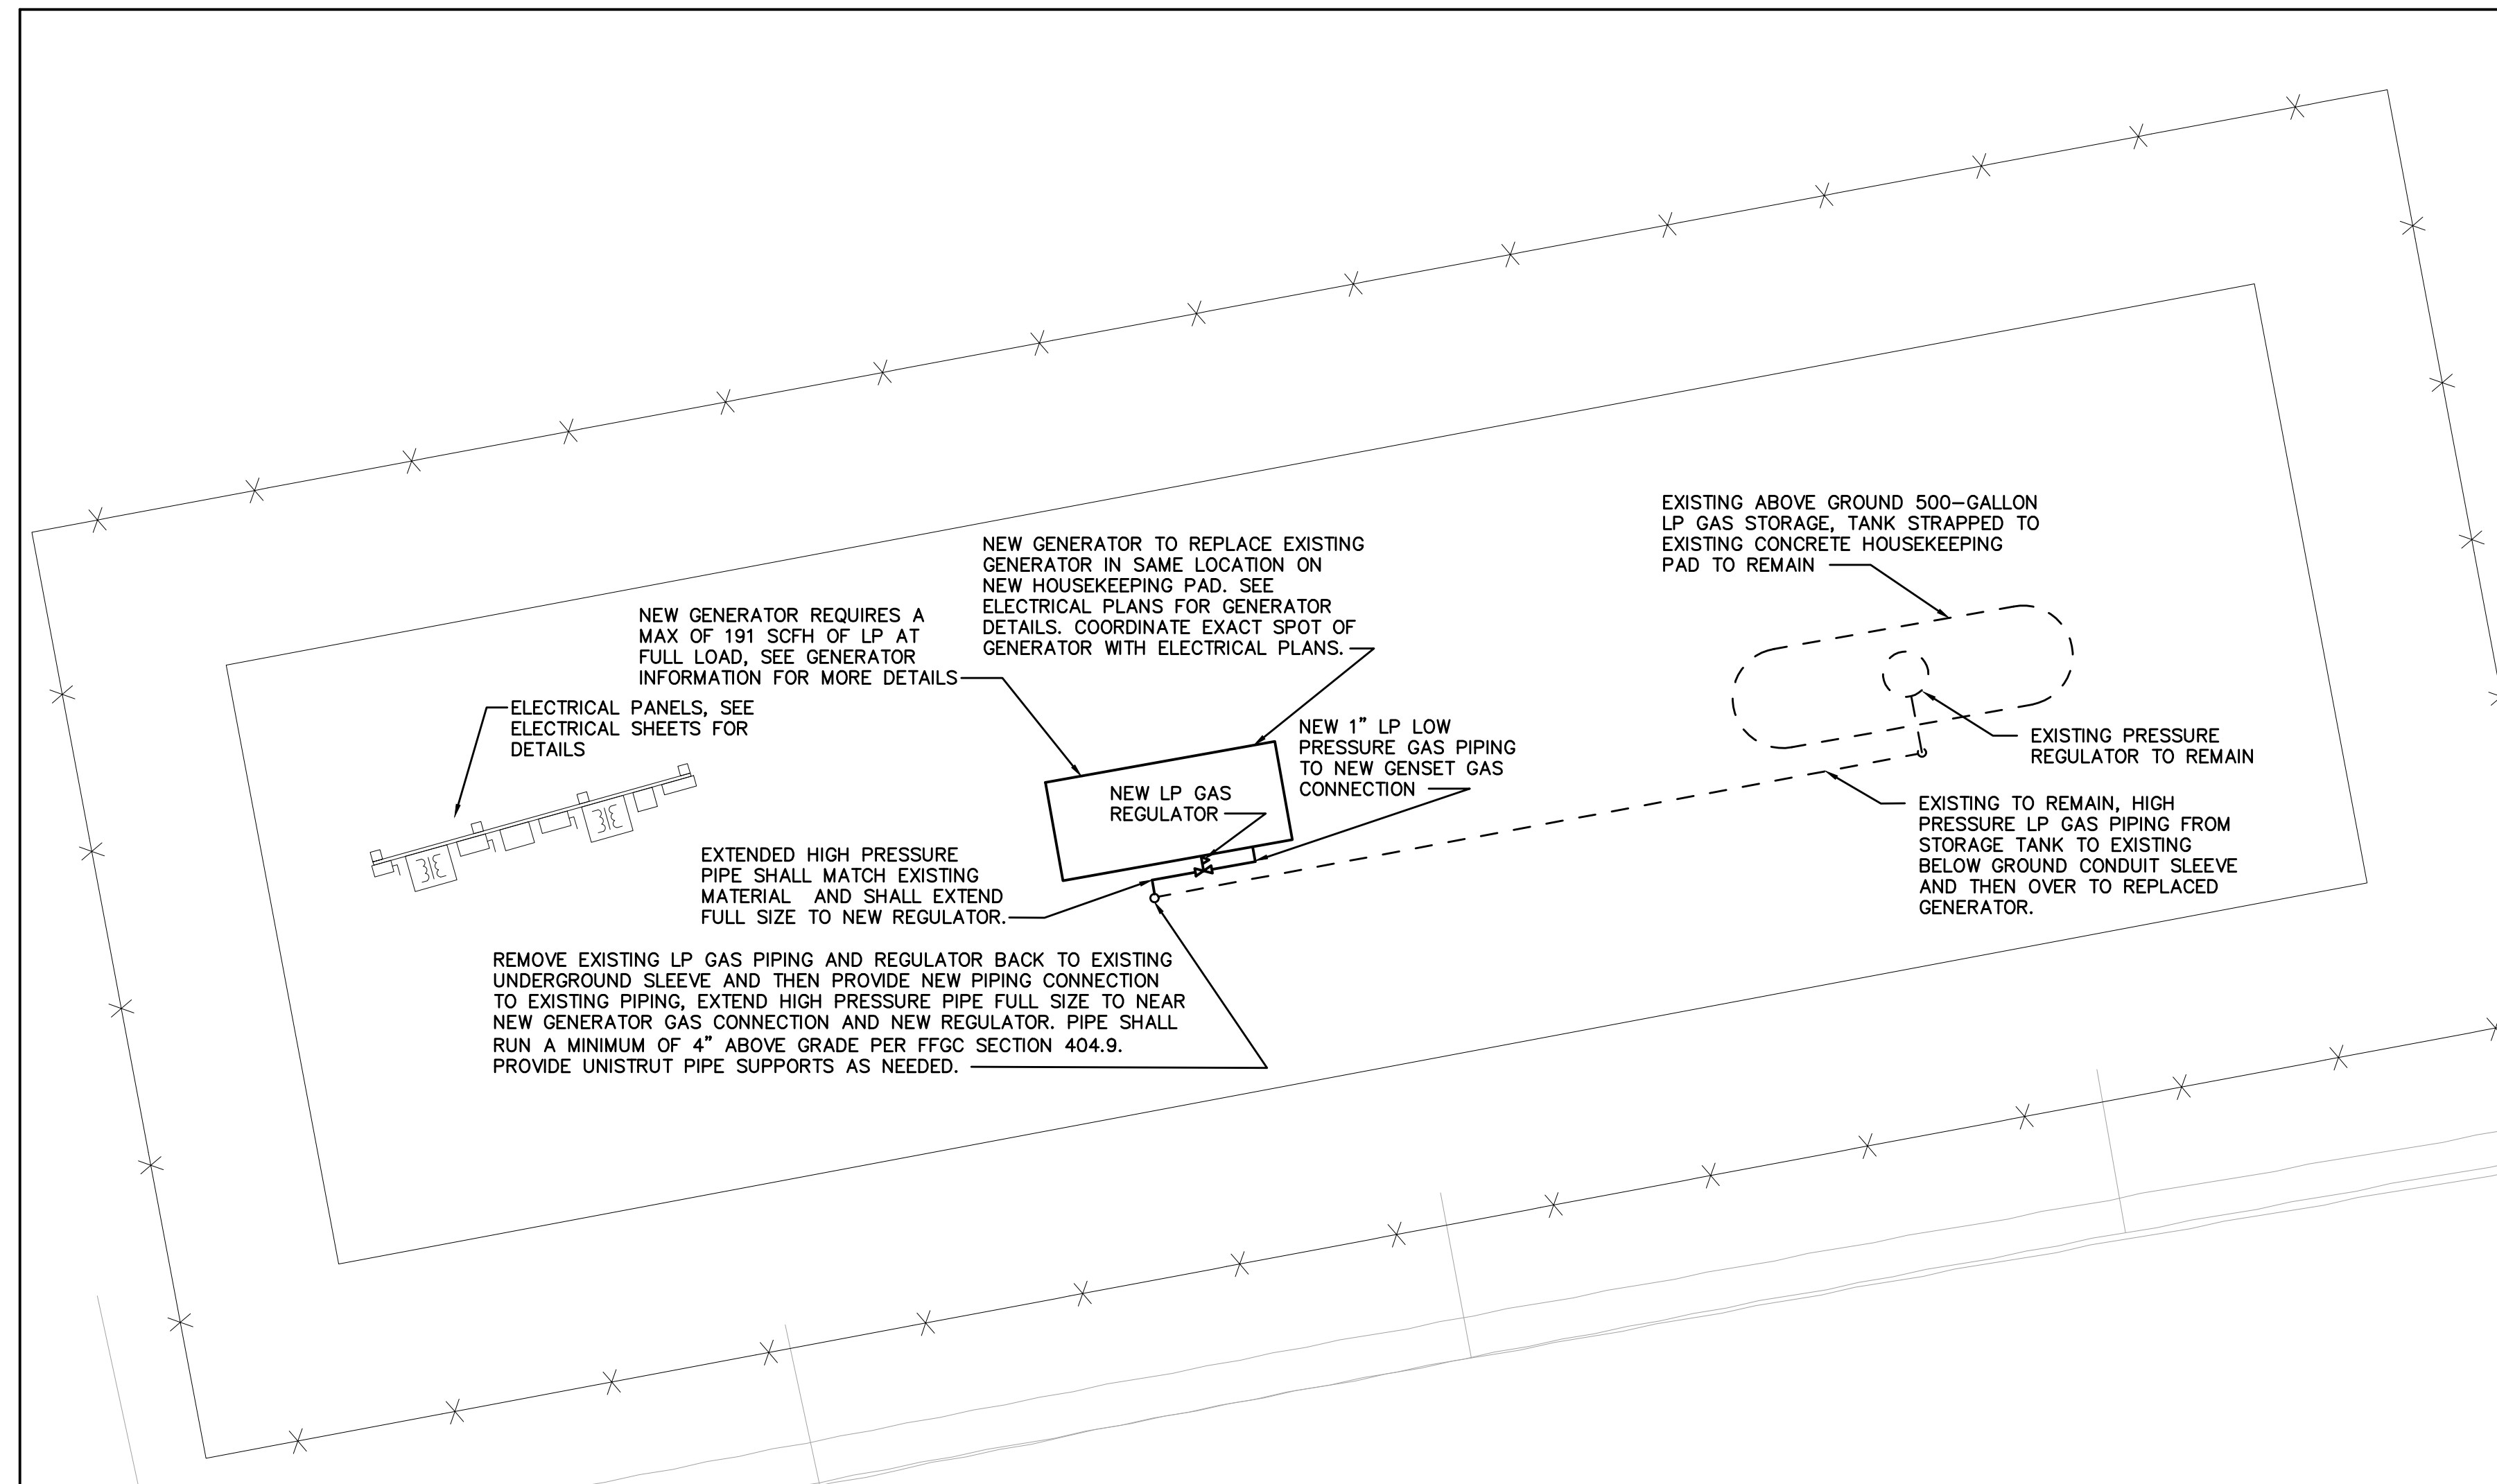 EXISTING ABOVE GROUND 500-GALLON
LP GAS STORAGE, TANK STRAPPED TO
EXISTING CONCRETE HOUSEKEEPING
PAD TO REMAIN
NEW GENERATOR TO REPLACE EXISTING
GENERATOR IN SAME LOCATION ON
NEW HOUSEKEEPING PAD. SEE
ELECTRICAL PLANS FOR GENERATOR
DETAILS. COORDINATE EXACT SPOT OF
GENERATOR WITH ELECTRICAL PLANS.
NEW GENERATOR REQUIRES A
MAX OF 191 SCFH OF LP AT
FULL LOAD, SEE GENERATOR
INFORMATION FOR MORE DETAILS
ELECTRICAL PANELS, SEE
ELECTRICAL SHEETS FOR
DETAILS
NEW 1" LP LOW
PRESSURE GAS PIPING
TO NEW GENSET GAS
CONNECTION
EXISTING PRESSURE
REGULATOR TO REMAIN
NEW LP GAS
REGULATOR
EXISTING TO REMAIN, HIGH
PRESSURE LP GAS PIPING FROM
STORAGE TANK TO EXISTING
BELOW GROUND CONDUIT SLEEVE
AND THEN OVER TO REPLACED
GENERATOR.
EXTENDED HIGH PRESSURE
PIPE SHALL MATCH EXISTING
MATERIAL AND SHALL EXTEND
FULL SIZE TO NEW REGULATOR.
REMOVE EXISTING LP GAS PIPING AND REGULATOR BACK TO EXISTING
UNDERGROUND SLEEVE AND THEN PROVIDE NEW PIPING CONNECTION
TO EXISTING PIPING, EXTEND HIGH PRESSURE PIPE FULL SIZE TO NEAR
NEW GENERATOR GAS CONNECTION AND NEW REGULATOR. PIPE SHALL
RUN A MINIMUM OF 4" ABOVE GRADE PER FFGC SECTION 404.9.
PROVIDE UNISTRUT PIPE SUPPORTS AS NEEDED.